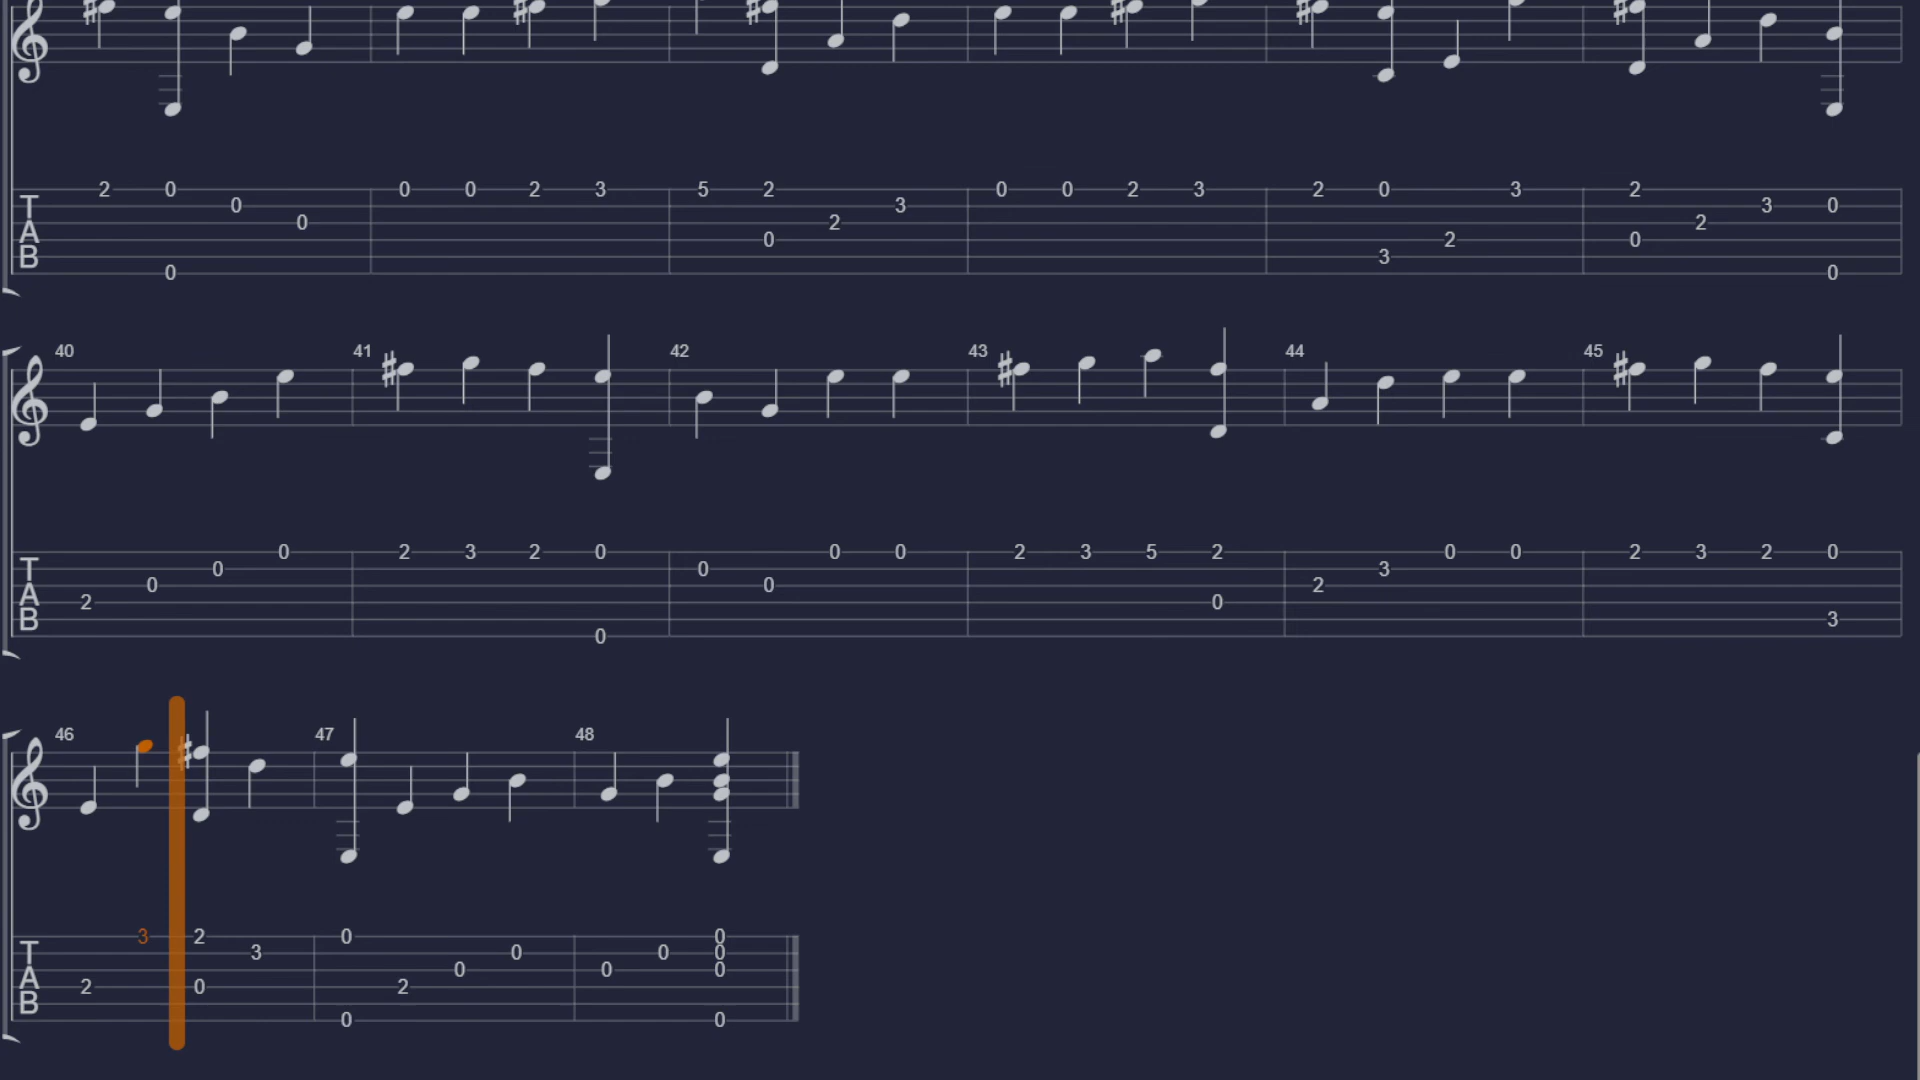 2 0 0 0 2 3 5 2 0 0 2 3 2 0 3 2
T 0 3 3 0
A 0 2 2
0 2 0
B 3
0 0
40 41 42 43 44 45
0 2 3 2 0 0 0 2 3 5 2 0 0 2 3 2 0
T 0 0 3
A 0 0 2
2 0
B 3
0
46 47 48
3 2 0 0
T 3 0 0 0
A 0 0 0
2 0 2
B
0 0